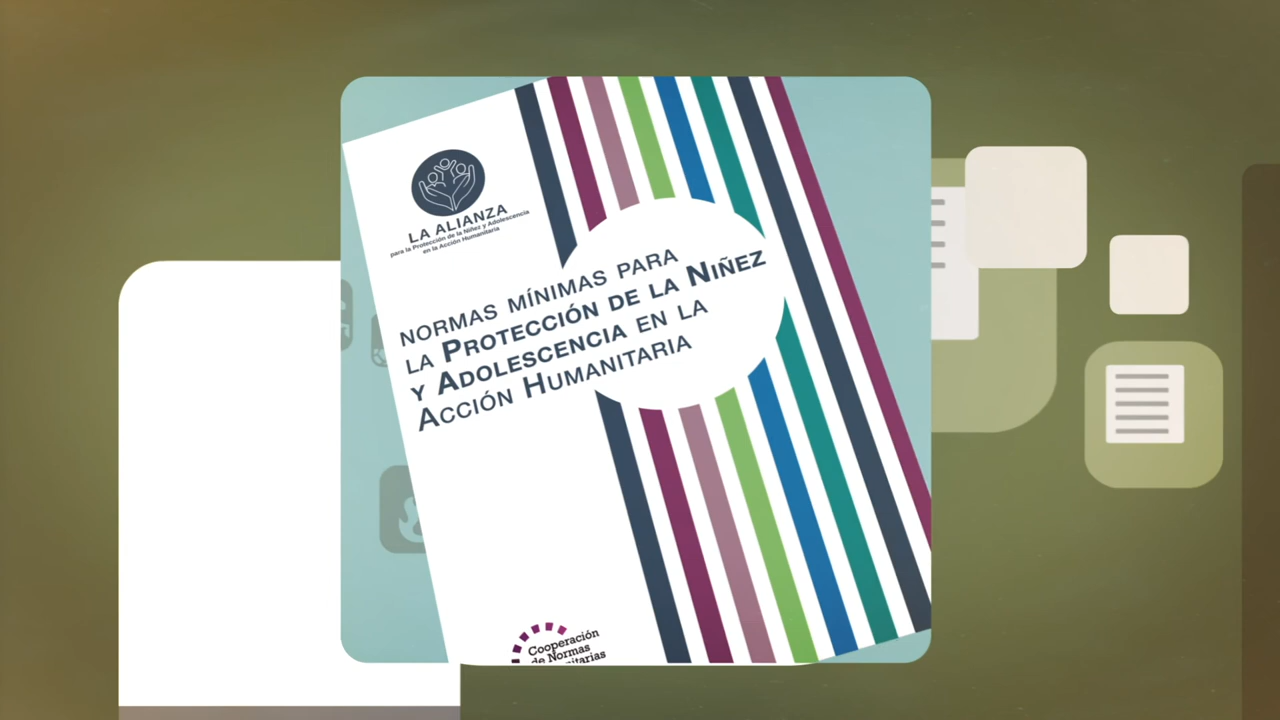 LA ALIANZA
para la Protección de la Niñez y Adolescencia
en la Acción Humanitaria
NORMAS MÍNIMAS PARA
LA PROTECCIÓN DE LA NIÑEZ
Y ADOLESCENCIA EN LA
ACCIÓN HUMANITARIA
Cooperación
de Normas